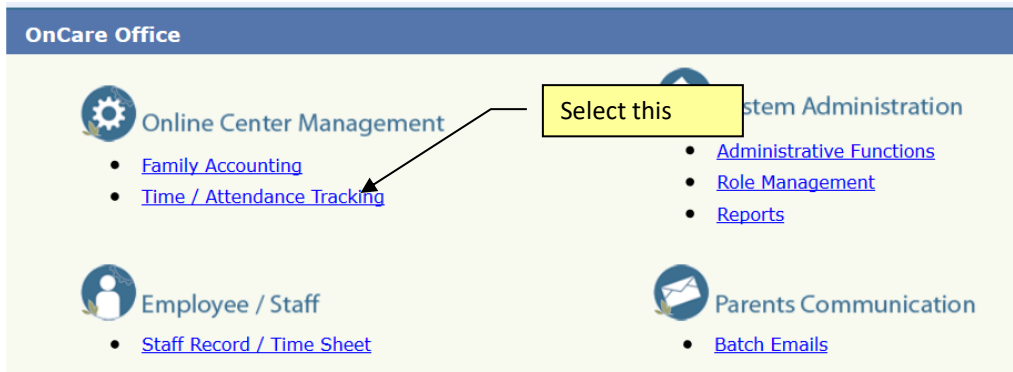 OnCare Office
Online Center Management
Family Accounting
Time / Attendance Tracking
Select this
stem Administration
Administrative Functions
Role Management
Reports
Employee / Staff
Staff Record / Time Sheet
Parents Communication
Batch Emails